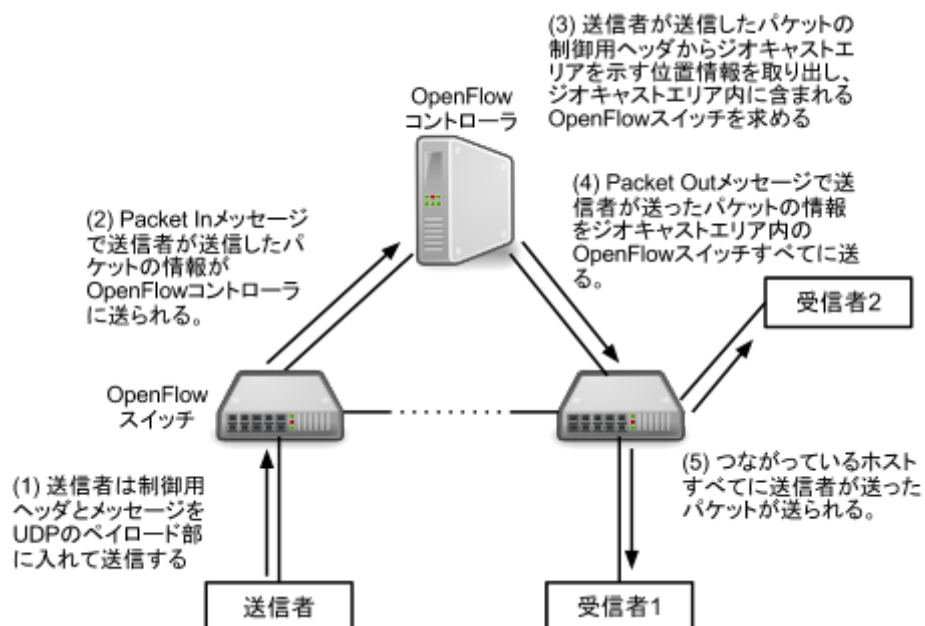 (3) 送信者が送信したパケットの
制御用ヘッダからジオキャストエ
リアを示す位置情報を取り出し、
ジオキャストエリア内に含まれる
OpenFlowスイッチを求める
OpenFlow
コントローラ
(4) Packet Outメッセージで送
信者が送ったパケットの情報
をジオキャストエリア内の
OpenFlowスイッチすべてに送
る。
(2) Packet Inメッセージ
で送信者が送信したパ
ケットの情報が
OpenFlowコントローラ
に送られる。
受信者2
OpenFlow
スイッチ
(5) つながっているホスト
すべてに送信者が送った
パケットが送られる。
(1) 送信者は制御用
ヘッダとメッセージを
UDPのペイロード部
に入れて送信する
送信者
受信者1